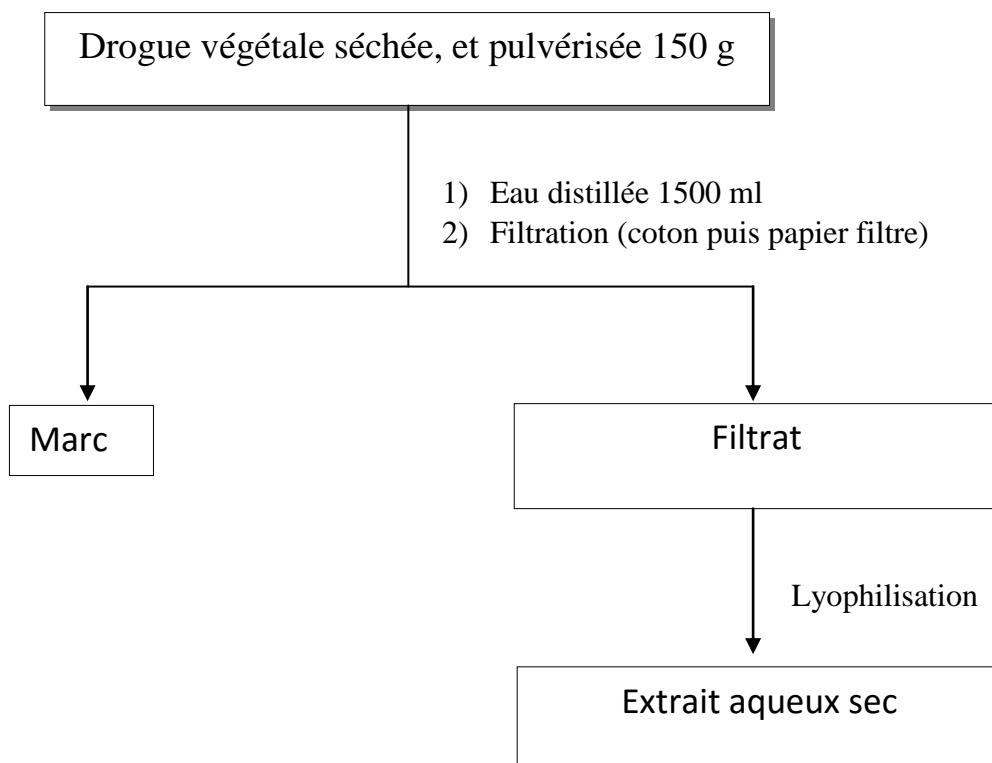 Drogue végétale séchée, et pulvérisée 150 g
1) Eau distillée 1500 ml
2) Filtration (coton puis papier filtre)
Marc
Filtrat
Lyophilisation
Extrait aqueux sec